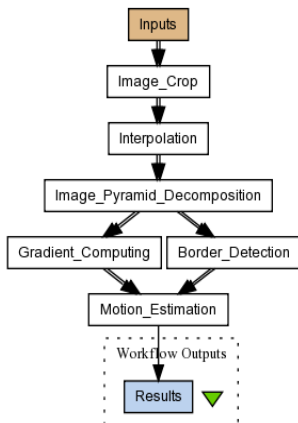 Inputs
Image_Crop
Interpolation
Image_Pyramid_Decomposition
Gradient_Computing
Border_Detection
Motion_Estimation
Workflow Outputs
Results